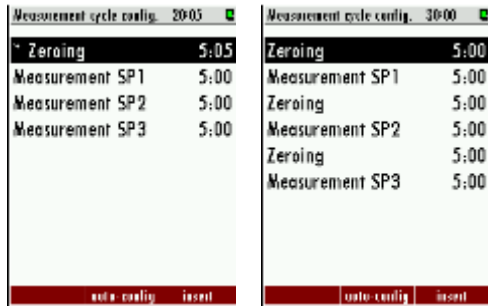 Measurement cycle config. 20:05
" Zeroing 5:05
Measurement SP1 5:00
Measurement SP2 5:00
Measurement SP3 5:00
auto-config insert
Measurement cycle config. 30:00
Zeroing 5:00
Measurement SP1 5:00
Zeroing 5:00
Measurement SP2 5:00
Zeroing 5:00
Measurement SP3 5:00
auto-config insert